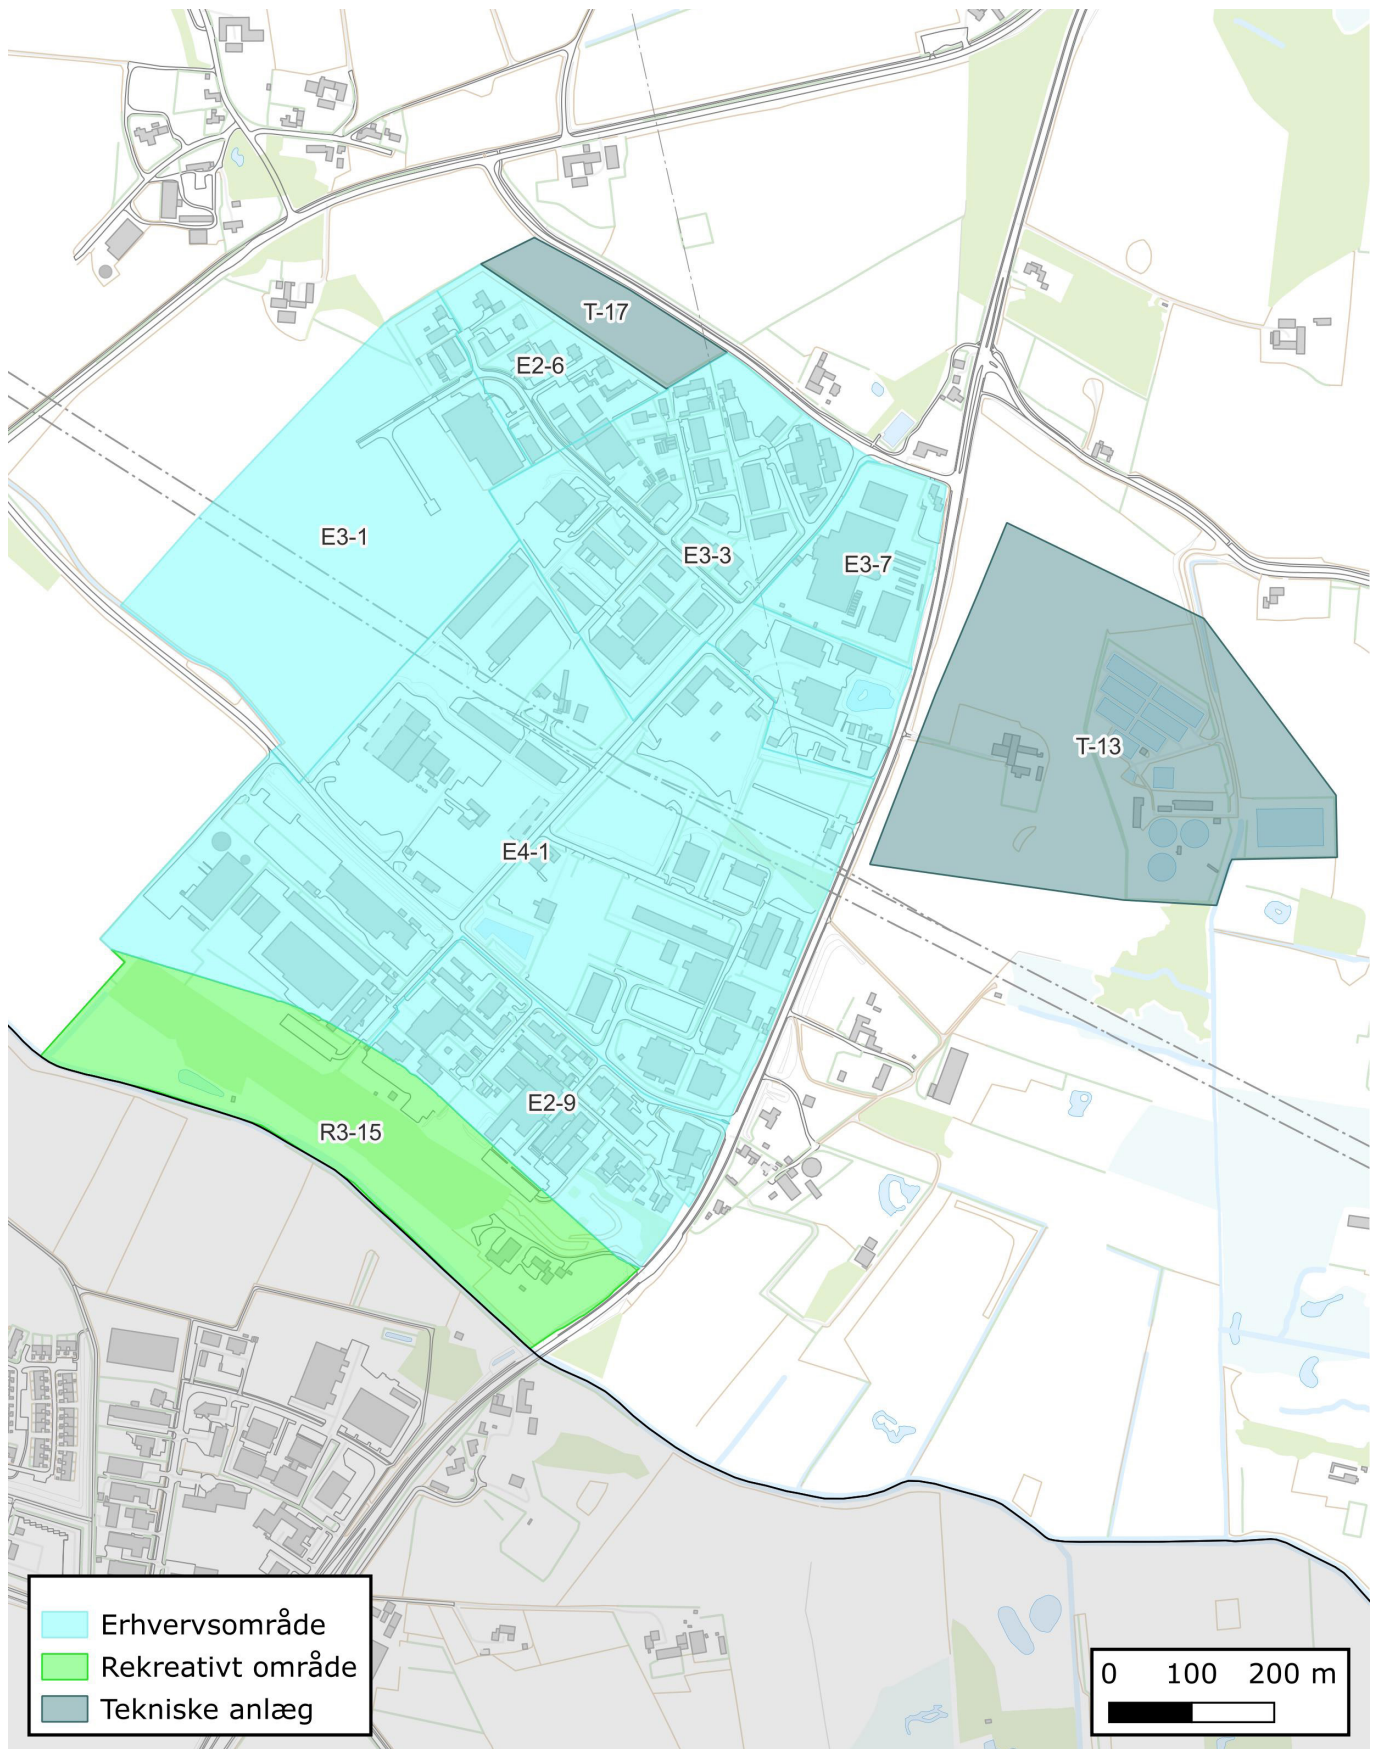 T-17
E2-6
E3-1
E3-3
E3-7
T-13
E4-1
E2-9
R3-15
Erhvervsområde
Rekreativt område
Tekniske anlæg
0 100 200 m